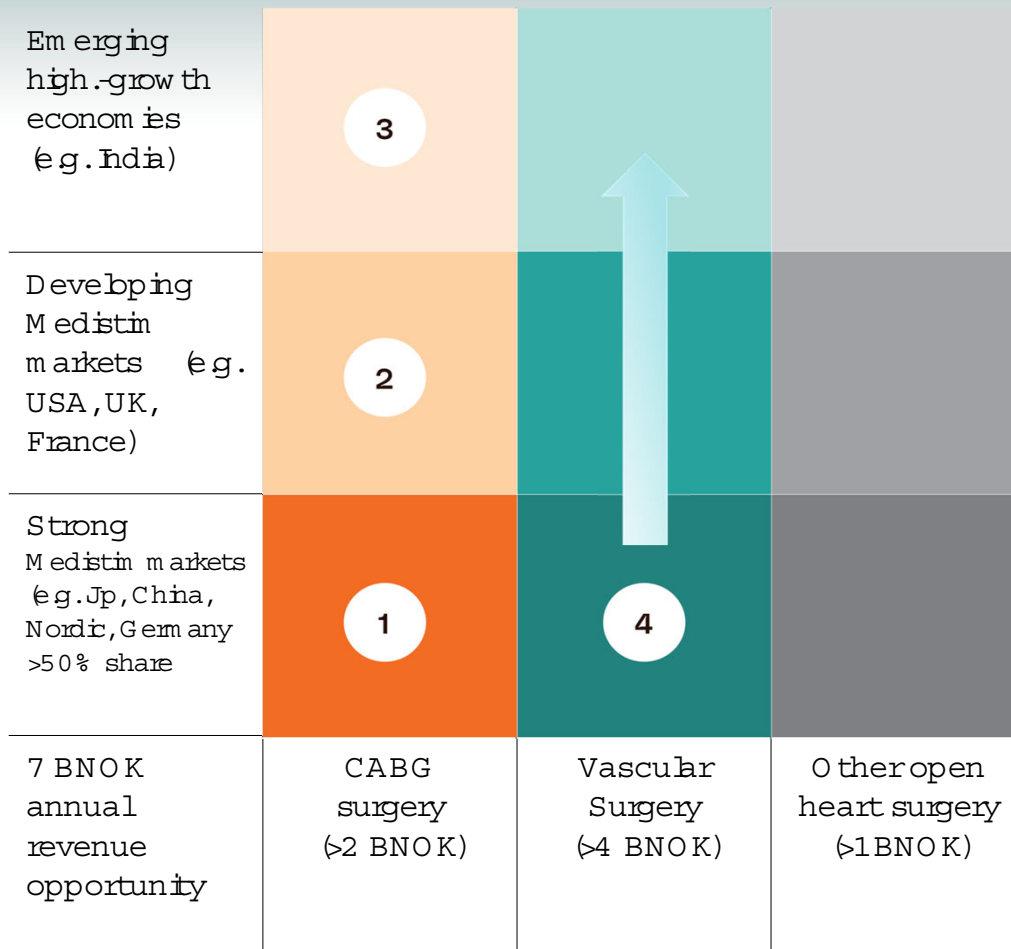 Emerging
high.-growth
economies
(e.g. India)
3
Developing
Medistim
markets (e.g.
USA, UK,
France)
2
Strong
Medistim markets
(e.g. Jp, China,
Nordic, Germany
>50% share
1
4
7 BNOK
annual
revenue
opportunity
CABG
surgery
(>2 BNOK)
Vascular
Surgery
(>4 BNOK)
Other open
heart surgery
(>1BNOK)